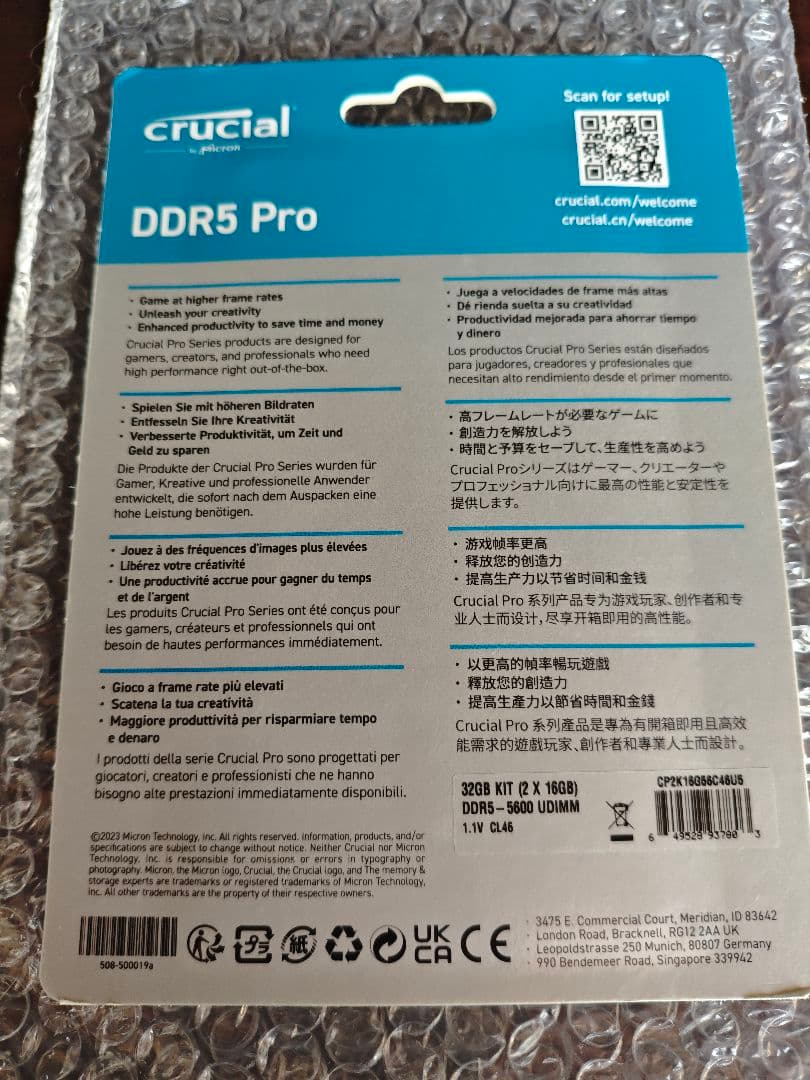 crucial
by Micron
DDR5 Pro
Scan for setup!
crucial.com/welcome
crucial.cn/welcome
· Game at higher frame rates
· Unleash your creativity
· Enhanced productivity to save time and money
Crucial Pro Series products are designed for
gamers, creators, and professionals who need
high performance right out-of-the-box.
· Spielen Sie mit höheren Bildraten
· Entfesseln Sie Ihre Kreativität
· Verbesserte Produktivität, um Zeit und
Geld zu sparen
Die Produkte der Crucial Pro Series wurden für
Gamer, Kreative und professionelle Anwender
entwickelt, die sofort nach dem Auspacken eine
hohe Leistung benötigen.
· Jouez à des fréquences d'images plus élevées
· Libérez votre créativité
· Une productivité accrue pour gagner du temps
et de l'argent
Les produits Crucial Pro Series ont été conçus pour
les gamers, créateurs et professionnels qui ont
besoin de hautes performances immédiatement.
· Gioco a frame rate più elevati
· Scatena la tua creatività
· Maggiore produttività per risparmiare tempo
e denaro
I prodotti della serie Crucial Pro sono progettati per
giocatori, creatori e professionisti che ne hanno
bisogno alte prestazioni immediatamente disponibili.
· Juega a velocidades de frame más altas
· Dé rienda suelta a su creatividad
· Productividad mejorada para ahorrar tiempo
y dinero
Los productos Crucial Pro Series están diseñados
para jugadores, creadores y profesionales que
necesitan alto rendimiento desde el primer momento.
· 高フレームレートが必要なゲームに
· 創造力を解放しよう
· 時間と予算をセーブして、生産性を高めよう
Crucial Proシリーズはゲーマー、クリエーターや
プロフェッショナル向けに最高の性能と安定性を
提供します。
· 游戏帧率更高
· 释放您的创造力
· 提高生产力以节省时间和金钱
Crucial Pro 系列产品专为游戏玩家、创作者和专
业人士而设计，尽享开箱即用的高性能。
· 以更高的幀率暢玩遊戲
· 釋放您的創造力
· 提高生產力以節省時間和金錢
Crucial Pro 系列產品是專為有開箱即用且高效
能需求的遊戲玩家、創作者和專業人士而設計。
32GB KIT (2 X 16GB)
DDR5-5600 UDIMM
1.1V CL46
CP2K16G56C46U5
6 49528 93780 3
©2023 Micron Technology, Inc. All rights reserved. Information, products, and/or
specifications are subject to change without notice. Neither Crucial nor Micron
Technology, Inc. is responsible for omissions or errors in typography or
photography. Micron, the Micron logo, Crucial, the Crucial logo, and The memory &
storage experts are trademarks or registered trademarks of Micron Technology,
Inc. All other trademarks are the property of their respective owners.
508-500019a
プラ
紙
UK
CA
CE
· 3475 E. Commercial Court, Meridian, ID 83642
· London Road, Bracknell, RG12 2AA UK
· Leopoldstrasse 250 Munich, 80807 Germany
· 990 Bendemeer Road, Singapore 339942